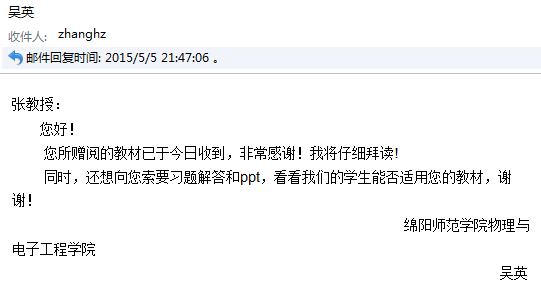 吴英
收件人: zhanghz
邮件回复时间: 2015/5/5 21:47:06 。
张教授：
您好！
您所赠阅的教材已于今日收到，非常感谢！我将仔细拜读!
同时，还想向您索要习题解答和ppt，看看我们的学生能否适用您的教材，谢
谢！
绵阳师范学院物理与
电子工程学院
吴英